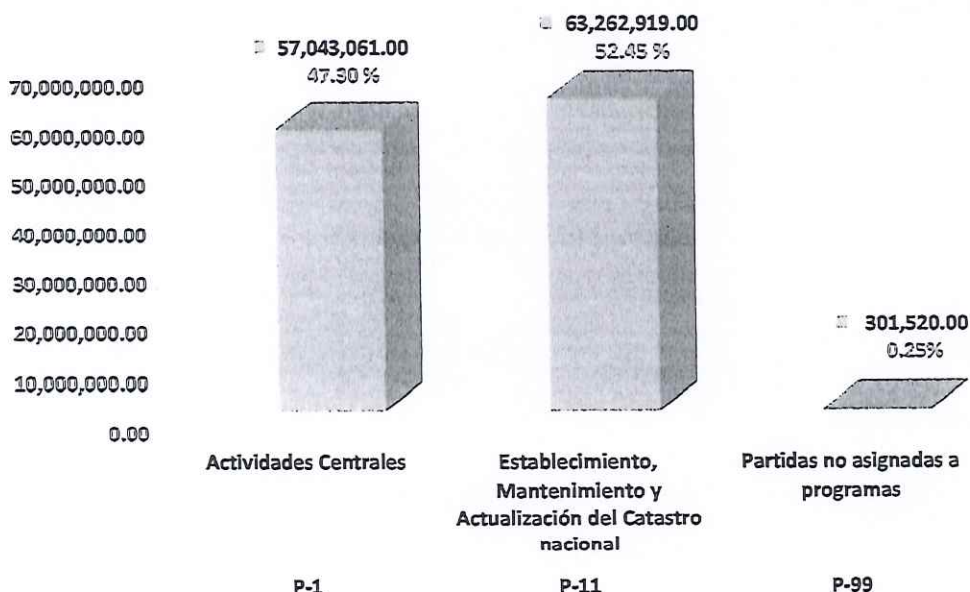 63,262,919.00
52.45 %
57,043,061.00
47.30 %
70,000,000.00
60,000,000.00
50,000,000.00
40,000,000.00
30,000,000.00
20,000,000.00
10,000,000.00
0.00
301,520.00
0.25%
Actividades Centrales
Establecimiento,
Mantenimiento y
Actualización del Catastro
nacional
Partidas no asignadas a
programas
P-1
P-11
P-99